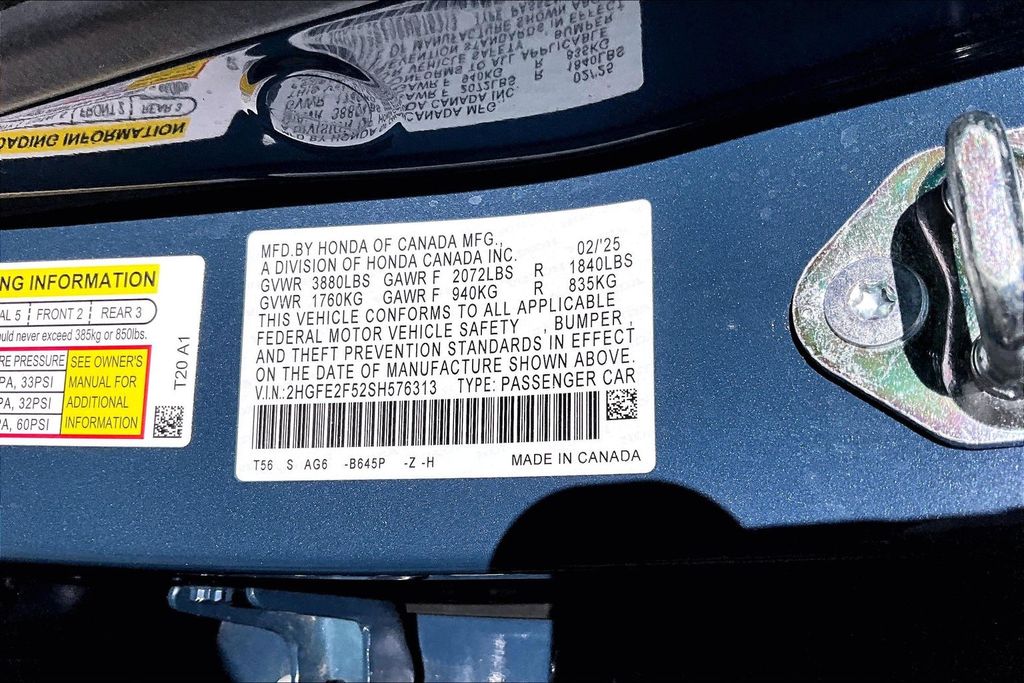 MFD.BY HONDA OF CANADA MFG., 02/'25
A DIVISION OF HONDA CANADA INC.
GVWR 3880LBS GAWR F 2072LBS R 1840LBS
GVWR 1760KG GAWR F 940KG R 835KG
THIS VEHICLE CONFORMS TO ALL APPLICABLE
FEDERAL MOTOR VEHICLE SAFETY , BUMPER ,
AND THEFT PREVENTION STANDARDS IN EFFECT
ON THE DATE OF MANUFACTURE SHOWN ABOVE.
V.I.N.:2HGFE2F52SH576313 TYPE: PASSENGER CAR
T56 S AG6 -B645P -Z -H MADE IN CANADA
NG INFORMATION
AL 5 FRONT 2 REAR 3
ould never exceed 385kg or 850lbs.
RE PRESSURE SEE OWNER'S
PA, 33PSI MANUAL FOR
PA, 32PSI ADDITIONAL
PA, 60PSI INFORMATION
T20 A1